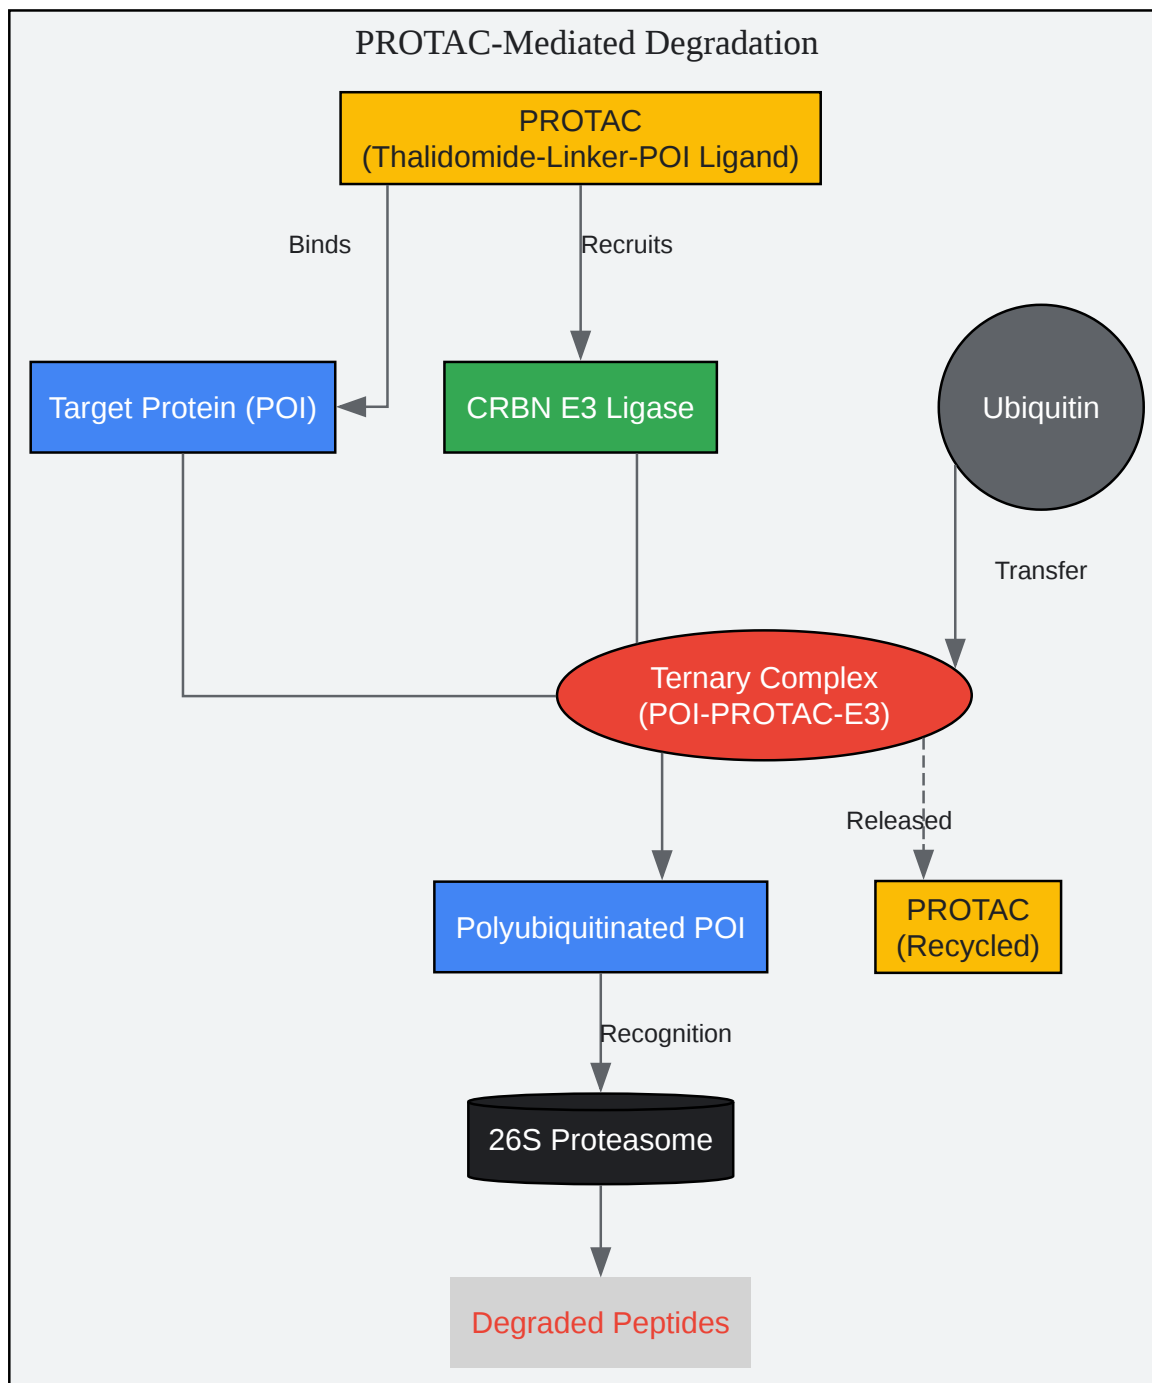 PROTAC-Mediated Degradation
PROTAC
(Thalidomide-Linker-POI Ligand)
Binds
Recruits
Target Protein (POI)
CRBN E3 Ligase
Ubiquitin
Transfer
Ternary Complex
(POI-PROTAC-E3)
Released
Polyubiquitinated POI
PROTAC
(Recycled)
Recognition
26S Proteasome
Degraded Peptides